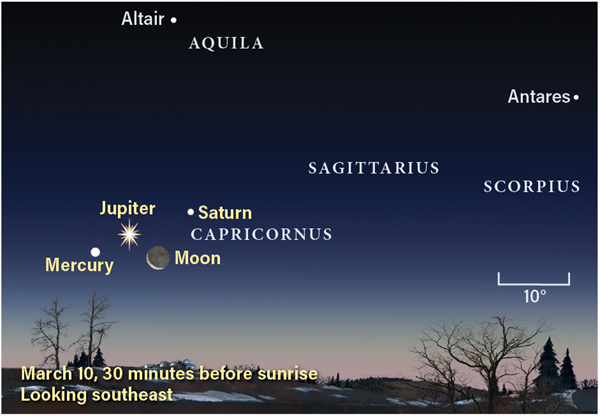 Altair
AQUILA
Antares
SAGITTARIUS
SCORPIUS
Jupiter
Saturn
CAPRICORNUS
Mercury
Moon
10°
March 10, 30 minutes before sunrise
Looking southeast